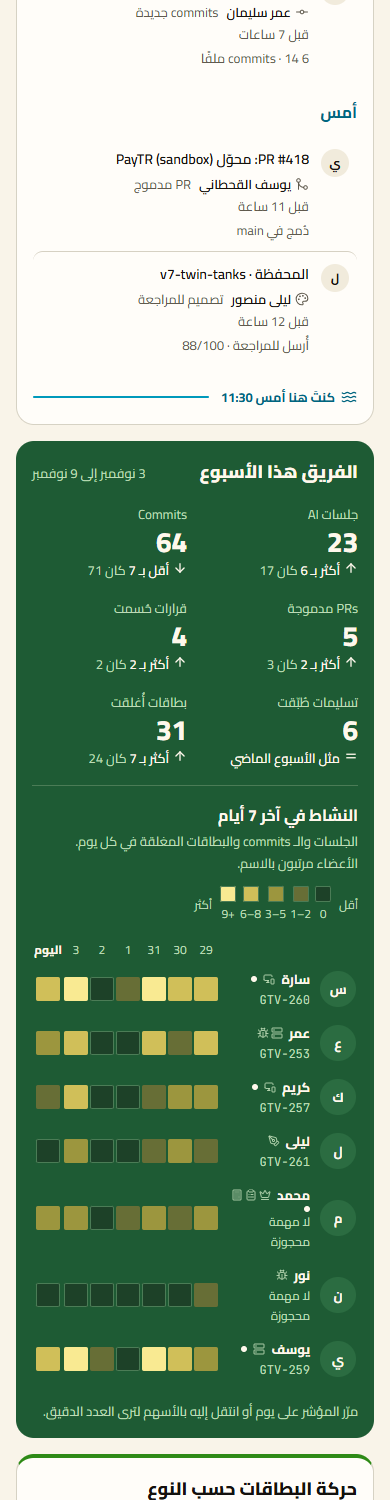 عمر سليمان commits جديدة
قبل 7 ساعات
6 commits · 14 ملفًا
أمس
ي
PR #418: محوّل PayTR (sandbox)
يوسف القحطاني PR مدموج
قبل 11 ساعة
دُمج في main
ل
المحفظة · v7-twin-tanks
ليلى منصور تصميم للمراجعة
قبل 12 ساعة
أُرسل للمراجعة · 88/100
كنتَ هنا أمس 11:30
الفريق هذا الأسبوع
3 نوفمبر إلى 9 نوفمبر
جلسات AI
23
أكثر بـ 6 كان 17
Commits
64
أقل بـ 7 كان 71
PRs مدموجة
5
أكثر بـ 2 كان 3
قرارات حُسمت
4
أكثر بـ 2 كان 2
تسليمات طُبّقت
6
مثل الأسبوع الماضي
بطاقات أُغلقت
31
أكثر بـ 7 كان 24
النشاط في آخر 7 أيام
الجلسات والـ commits والبطاقات المغلقة في كل يوم.
الأعضاء مرتبون بالاسم.
أقل 0 1–2 3–5 6–8 9+ أكثر
29 30 31 1 2 3 اليوم
س
سارة
GTV-260
ع
عمر
GTV-253
ك
كريم
GTV-257
ل
ليلى
GTV-261
م
محمد
لا مهمة
محجوزة
ن
نور
لا مهمة
محجوزة
ي
يوسف
GTV-259
مرّر المؤشر على يوم أو انتقل إليه بالأسهم لترى العدد الدقيق.
حركة البطاقات حسب النوع